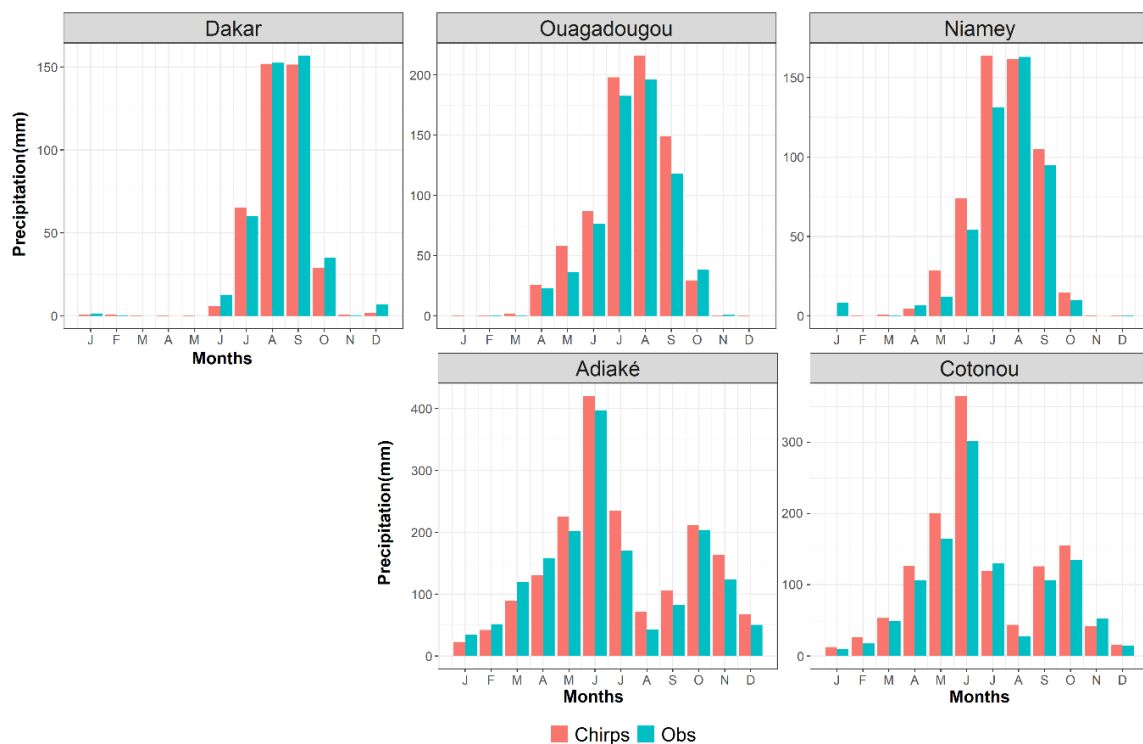 Dakar
Ouagadougou
Niamey
Precipitation(mm)
150
100
50
0
J F M A M J J A S O N D
Months
200
150
100
50
0
J F M A M J J A S O N D
150
100
50
0
J F M A M J J A S O N D
Adiaké
Cotonou
Precipitation(mm)
400
300
200
100
0
J F M A M J J A S O N D
Months
300
200
100
0
J F M A M J J A S O N D
Months
Chirps Obs